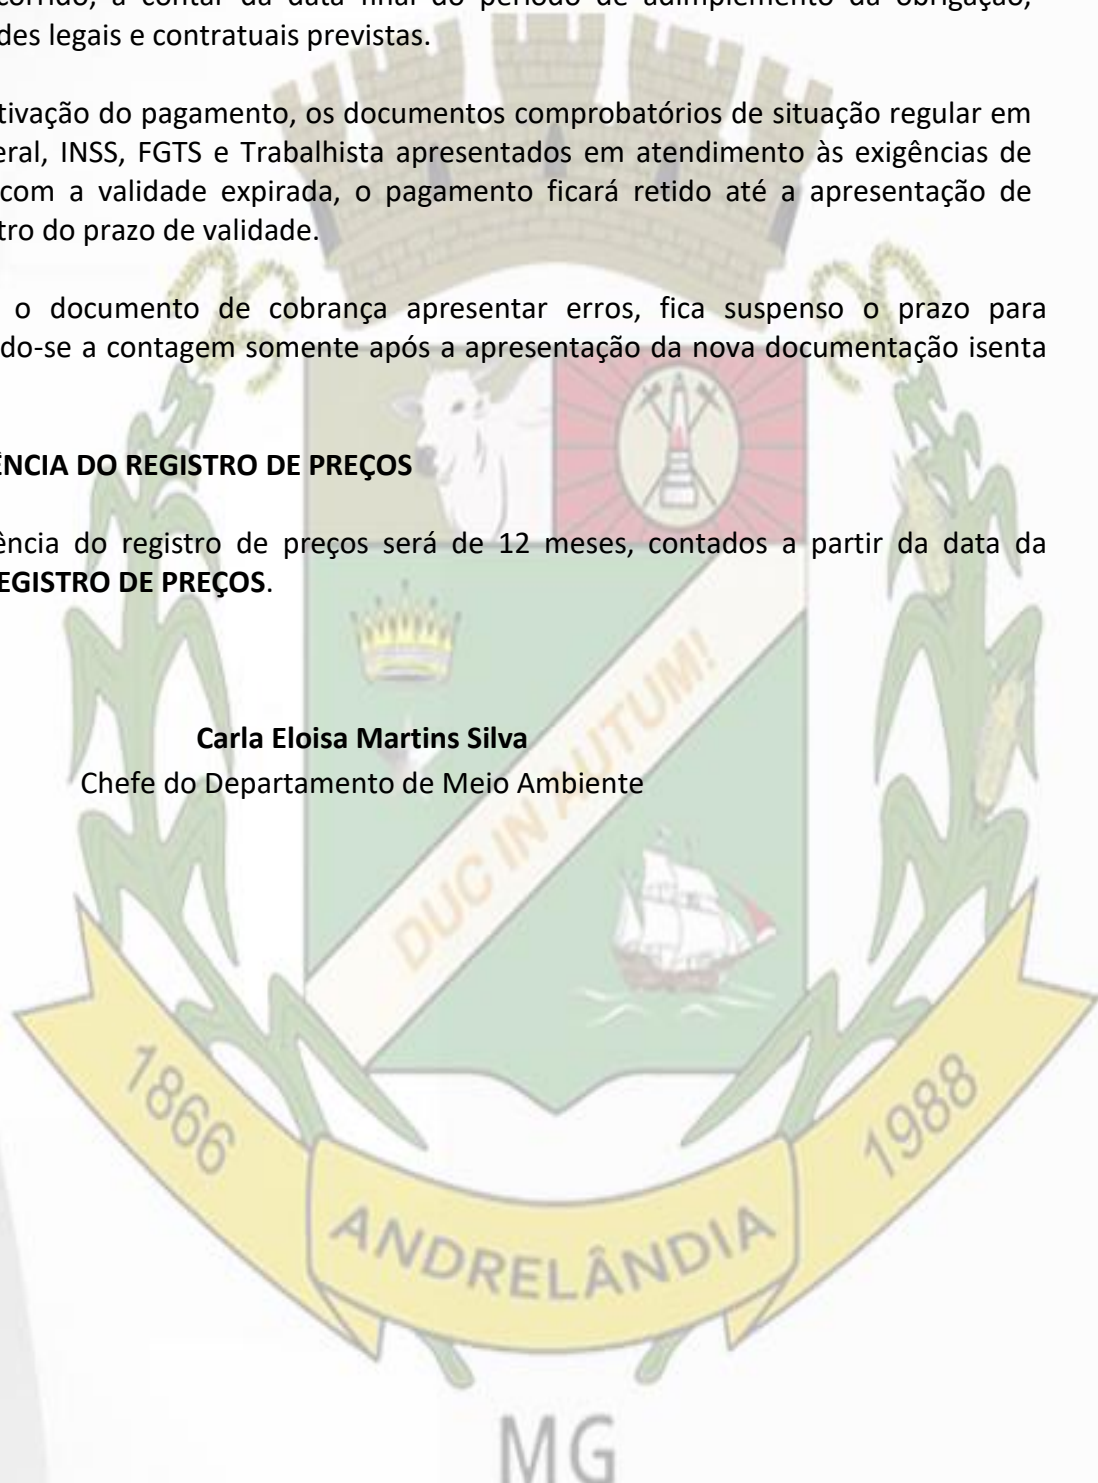 corrido, a contar da data final do período de adimplemento da obrigação,
des legais e contratuais previstas.
tivação do pagamento, os documentos comprobatórios de situação regular em
eral, INSS, FGTS e Trabalhista apresentados em atendimento às exigências de
com a validade expirada, o pagamento ficará retido até a apresentação de
tro do prazo de validade.
o documento de cobrança apresentar erros, fica suspenso o prazo para
do-se a contagem somente após a apresentação da nova documentação isenta
ÊNCIA DO REGISTRO DE PREÇOS
ência do registro de preços será de 12 meses, contados a partir da data da
EGISTRO DE PREÇOS.
Carla Eloisa Martins Silva
Chefe do Departamento de Meio Ambiente
DUC IN AUTUM!
1866
1988
ANDRELÂNDIA
MG